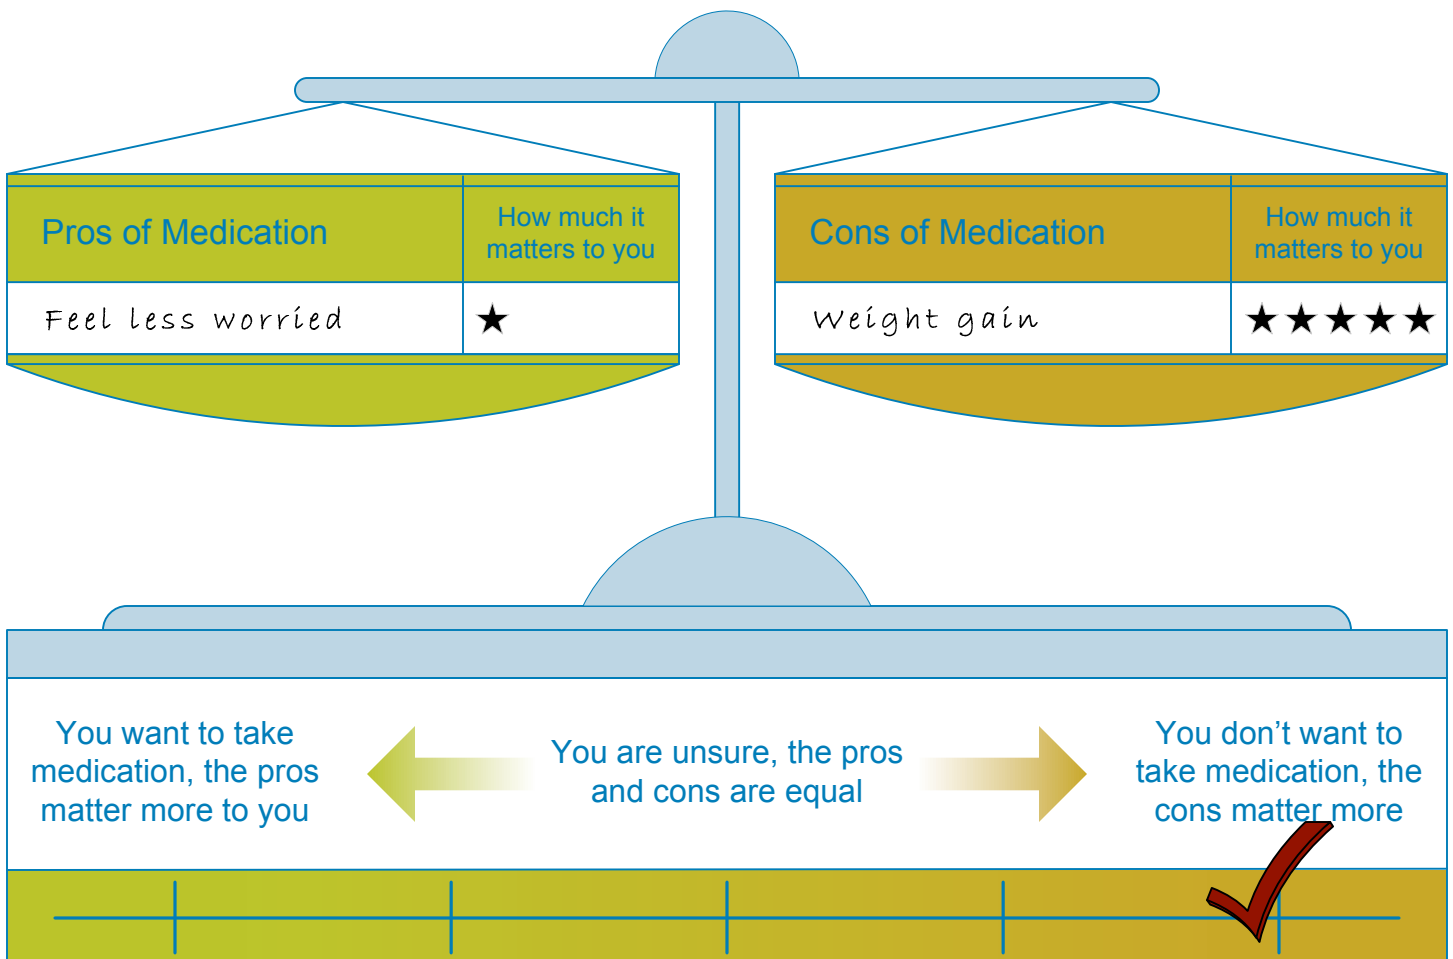 Pros of Medication
How much it
matters to you
Feel less worried
★
Cons of Medication
How much it
matters to you
Weight gain
★★★★★
You want to take
medication, the pros
matter more to you
You are unsure, the pros
and cons are equal
You don’t want to
take medication, the
cons matter more